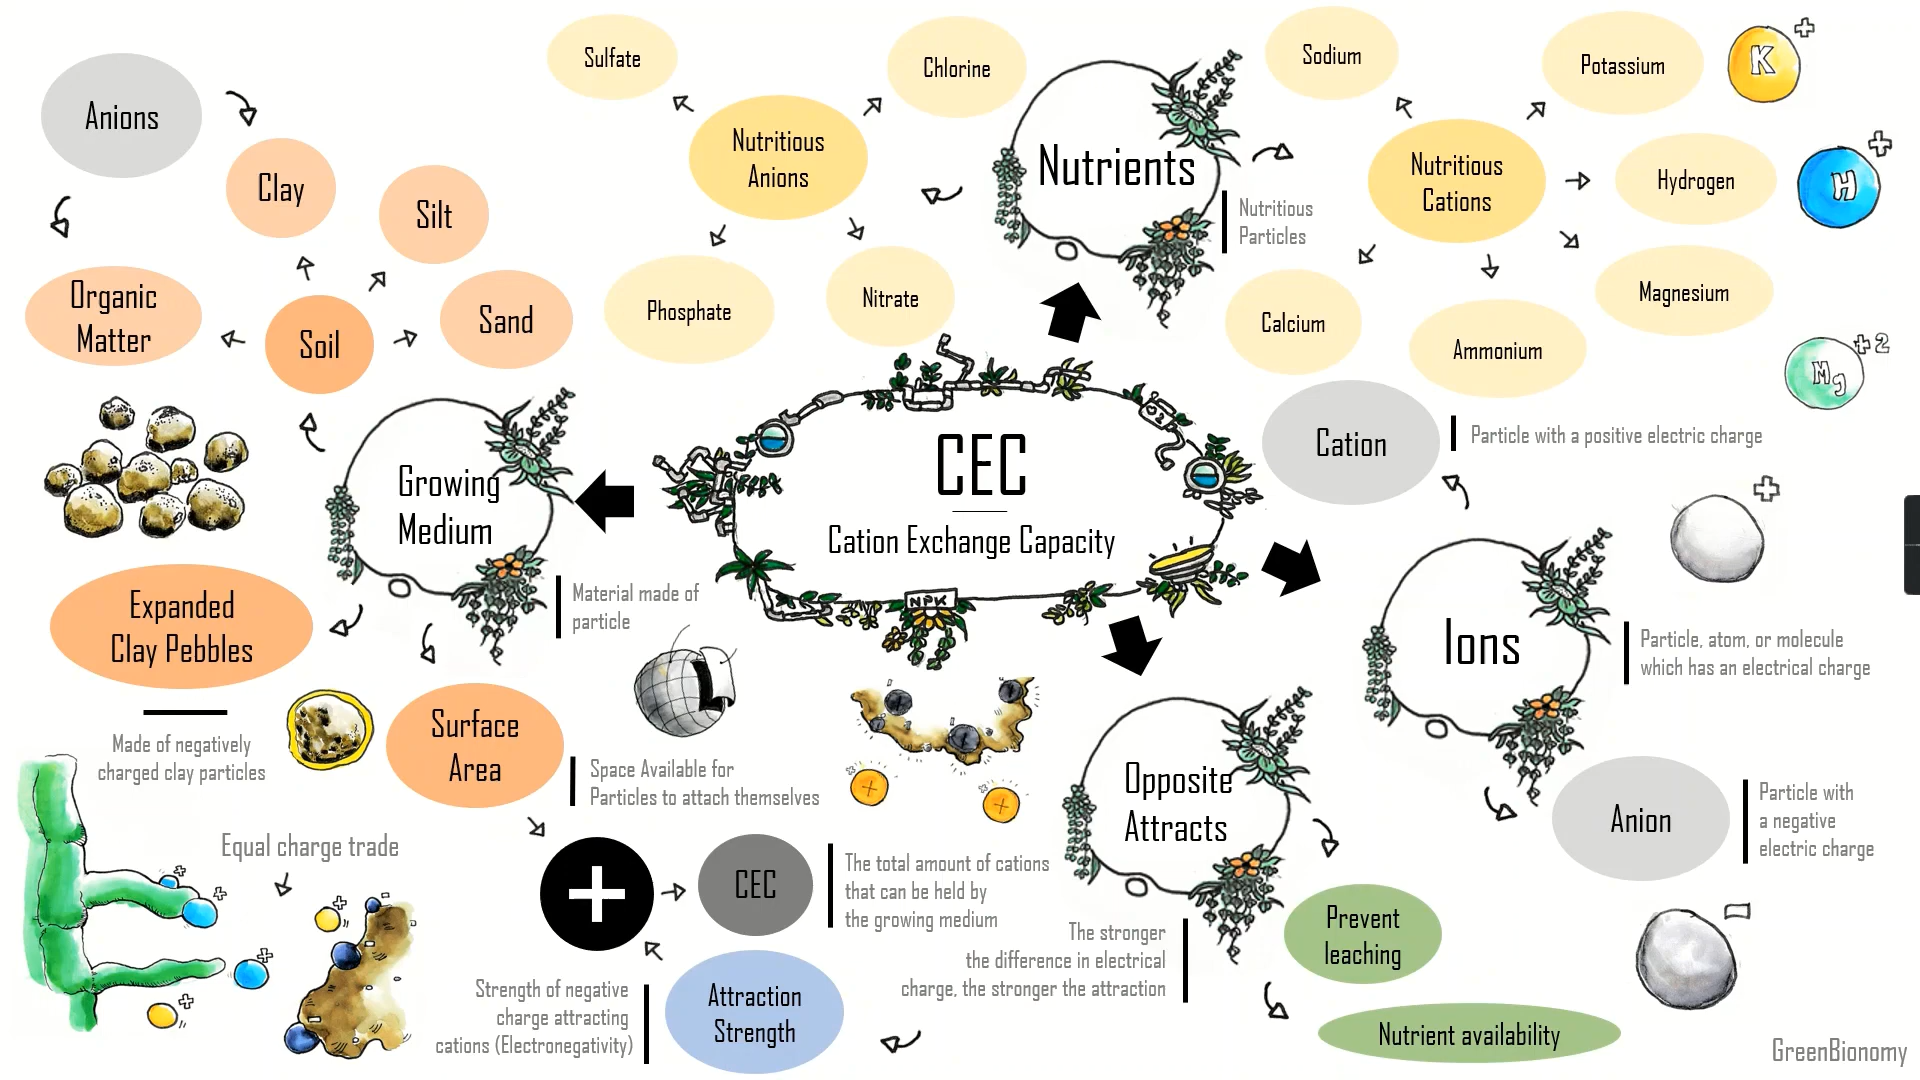 Anions
Clay
Silt
Organic
Matter
Soil
Sand
Sulfate
Chlorine
Nutritious
Anions
Phosphate
Nitrate
Nutrients
Nutritious
Particles
Sodium
Potassium
K
+
Nutritious
Cations
Hydrogen
H
+
Magnesium
Mg
+2
Calcium
Ammonium
Growing
Medium
Material made of
particle
CEC
Cation Exchange Capacity
NPK
Cation
Particle with a positive electric charge
+
Ions
Particle, atom, or molecule
which has an electrical charge
Anion
Particle with
a negative
electric charge
-
Expanded
Clay Pebbles
Made of negatively
charged clay particles
Surface
Area
Space Available for
Particles to attach themselves
Equal charge trade
+
CEC
The total amount of cations
that can be held by
the growing medium
Attraction
Strength
Strength of negative
charge attracting
cations (Electronegativity)
Opposite
Attracts
The stronger
the difference in electrical
charge, the stronger the attraction
Prevent
leaching
Nutrient availability
GreenBionomy